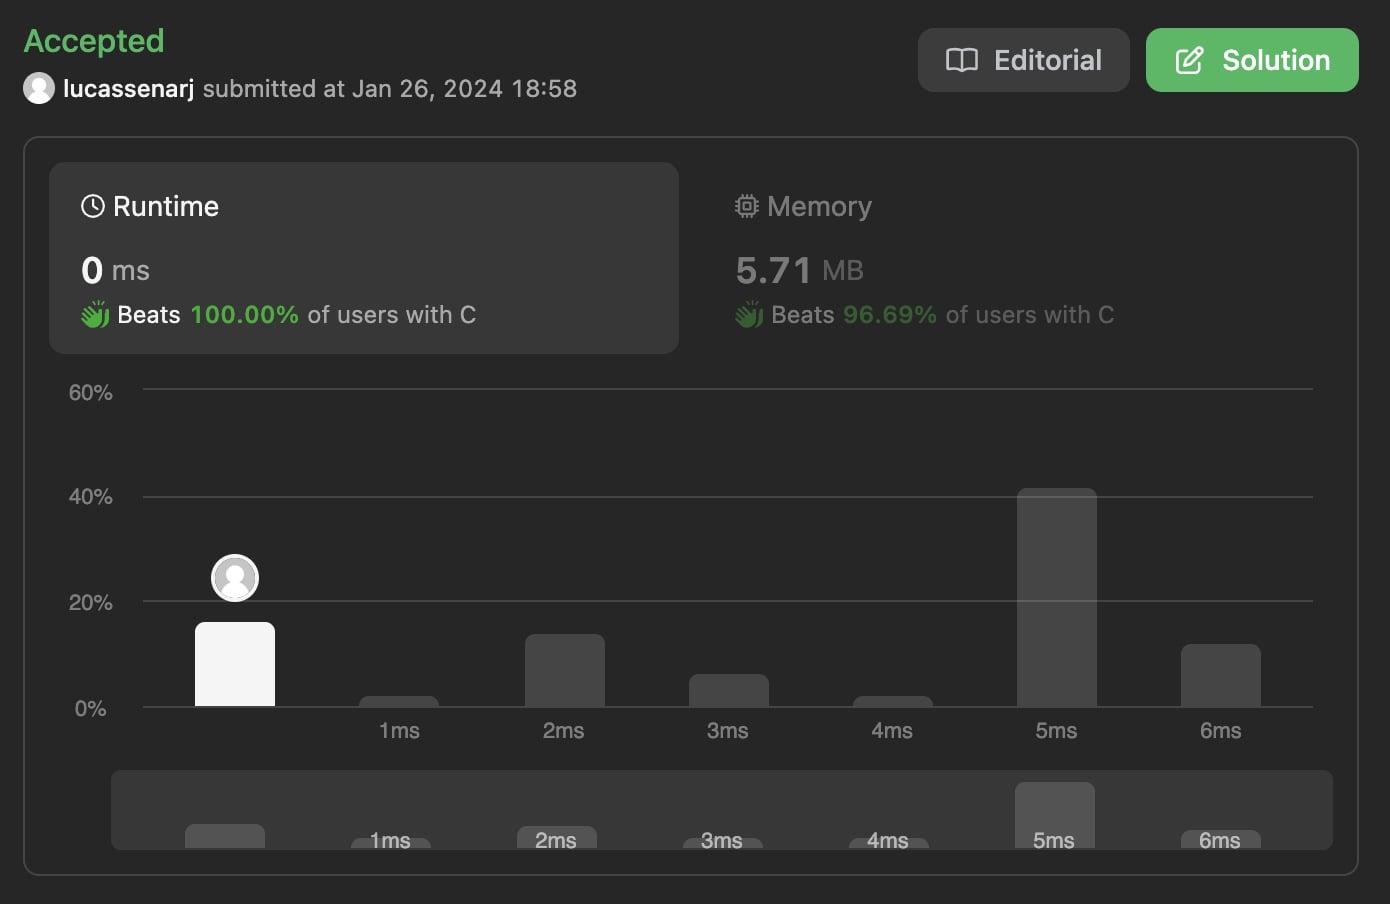 Accepted
lucassenarj submitted at Jan 26, 2024 18:58
Editorial
Solution
Runtime
0 ms
Beats 100.00% of users with C
Memory
5.71 MB
Beats 96.69% of users with C
60%
40%
20%
0%
1ms 2ms 3ms 4ms 5ms 6ms
1ms 2ms 3ms 4ms 5ms 6ms